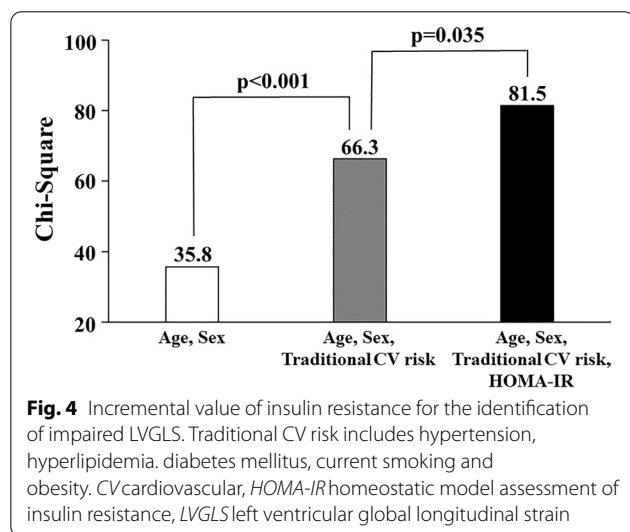 100
80
60
40
20
Chi-Square
p<0.001
p=0.035
35.8
66.3
81.5
Age, Sex
Age, Sex,
Traditional CV risk
Age, Sex,
Traditional CV risk,
HOMA-IR
Fig. 4 Incremental value of insulin resistance for the identification
of impaired LVGLS. Traditional CV risk includes hypertension,
hyperlipidemia. diabetes mellitus, current smoking and
obesity. CV cardiovascular, HOMA-IR homeostatic model assessment of
insulin resistance, LVGLS left ventricular global longitudinal strain